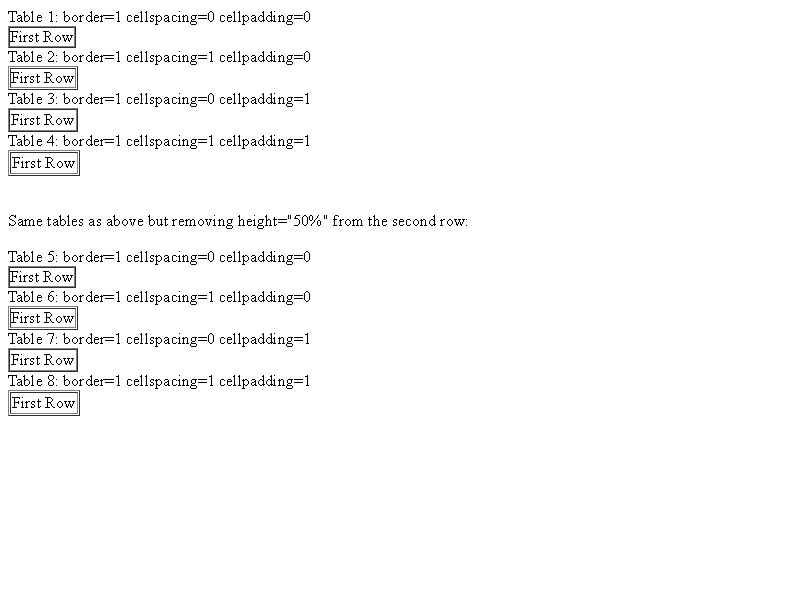 Table 1: border=1 cellspacing=0 cellpadding=0
First Row
Table 2: border=1 cellspacing=1 cellpadding=0
First Row
Table 3: border=1 cellspacing=0 cellpadding=1
First Row
Table 4: border=1 cellspacing=1 cellpadding=1
First Row
Same tables as above but removing height="50%" from the second row:
Table 5: border=1 cellspacing=0 cellpadding=0
First Row
Table 6: border=1 cellspacing=1 cellpadding=0
First Row
Table 7: border=1 cellspacing=0 cellpadding=1
First Row
Table 8: border=1 cellspacing=1 cellpadding=1
First Row